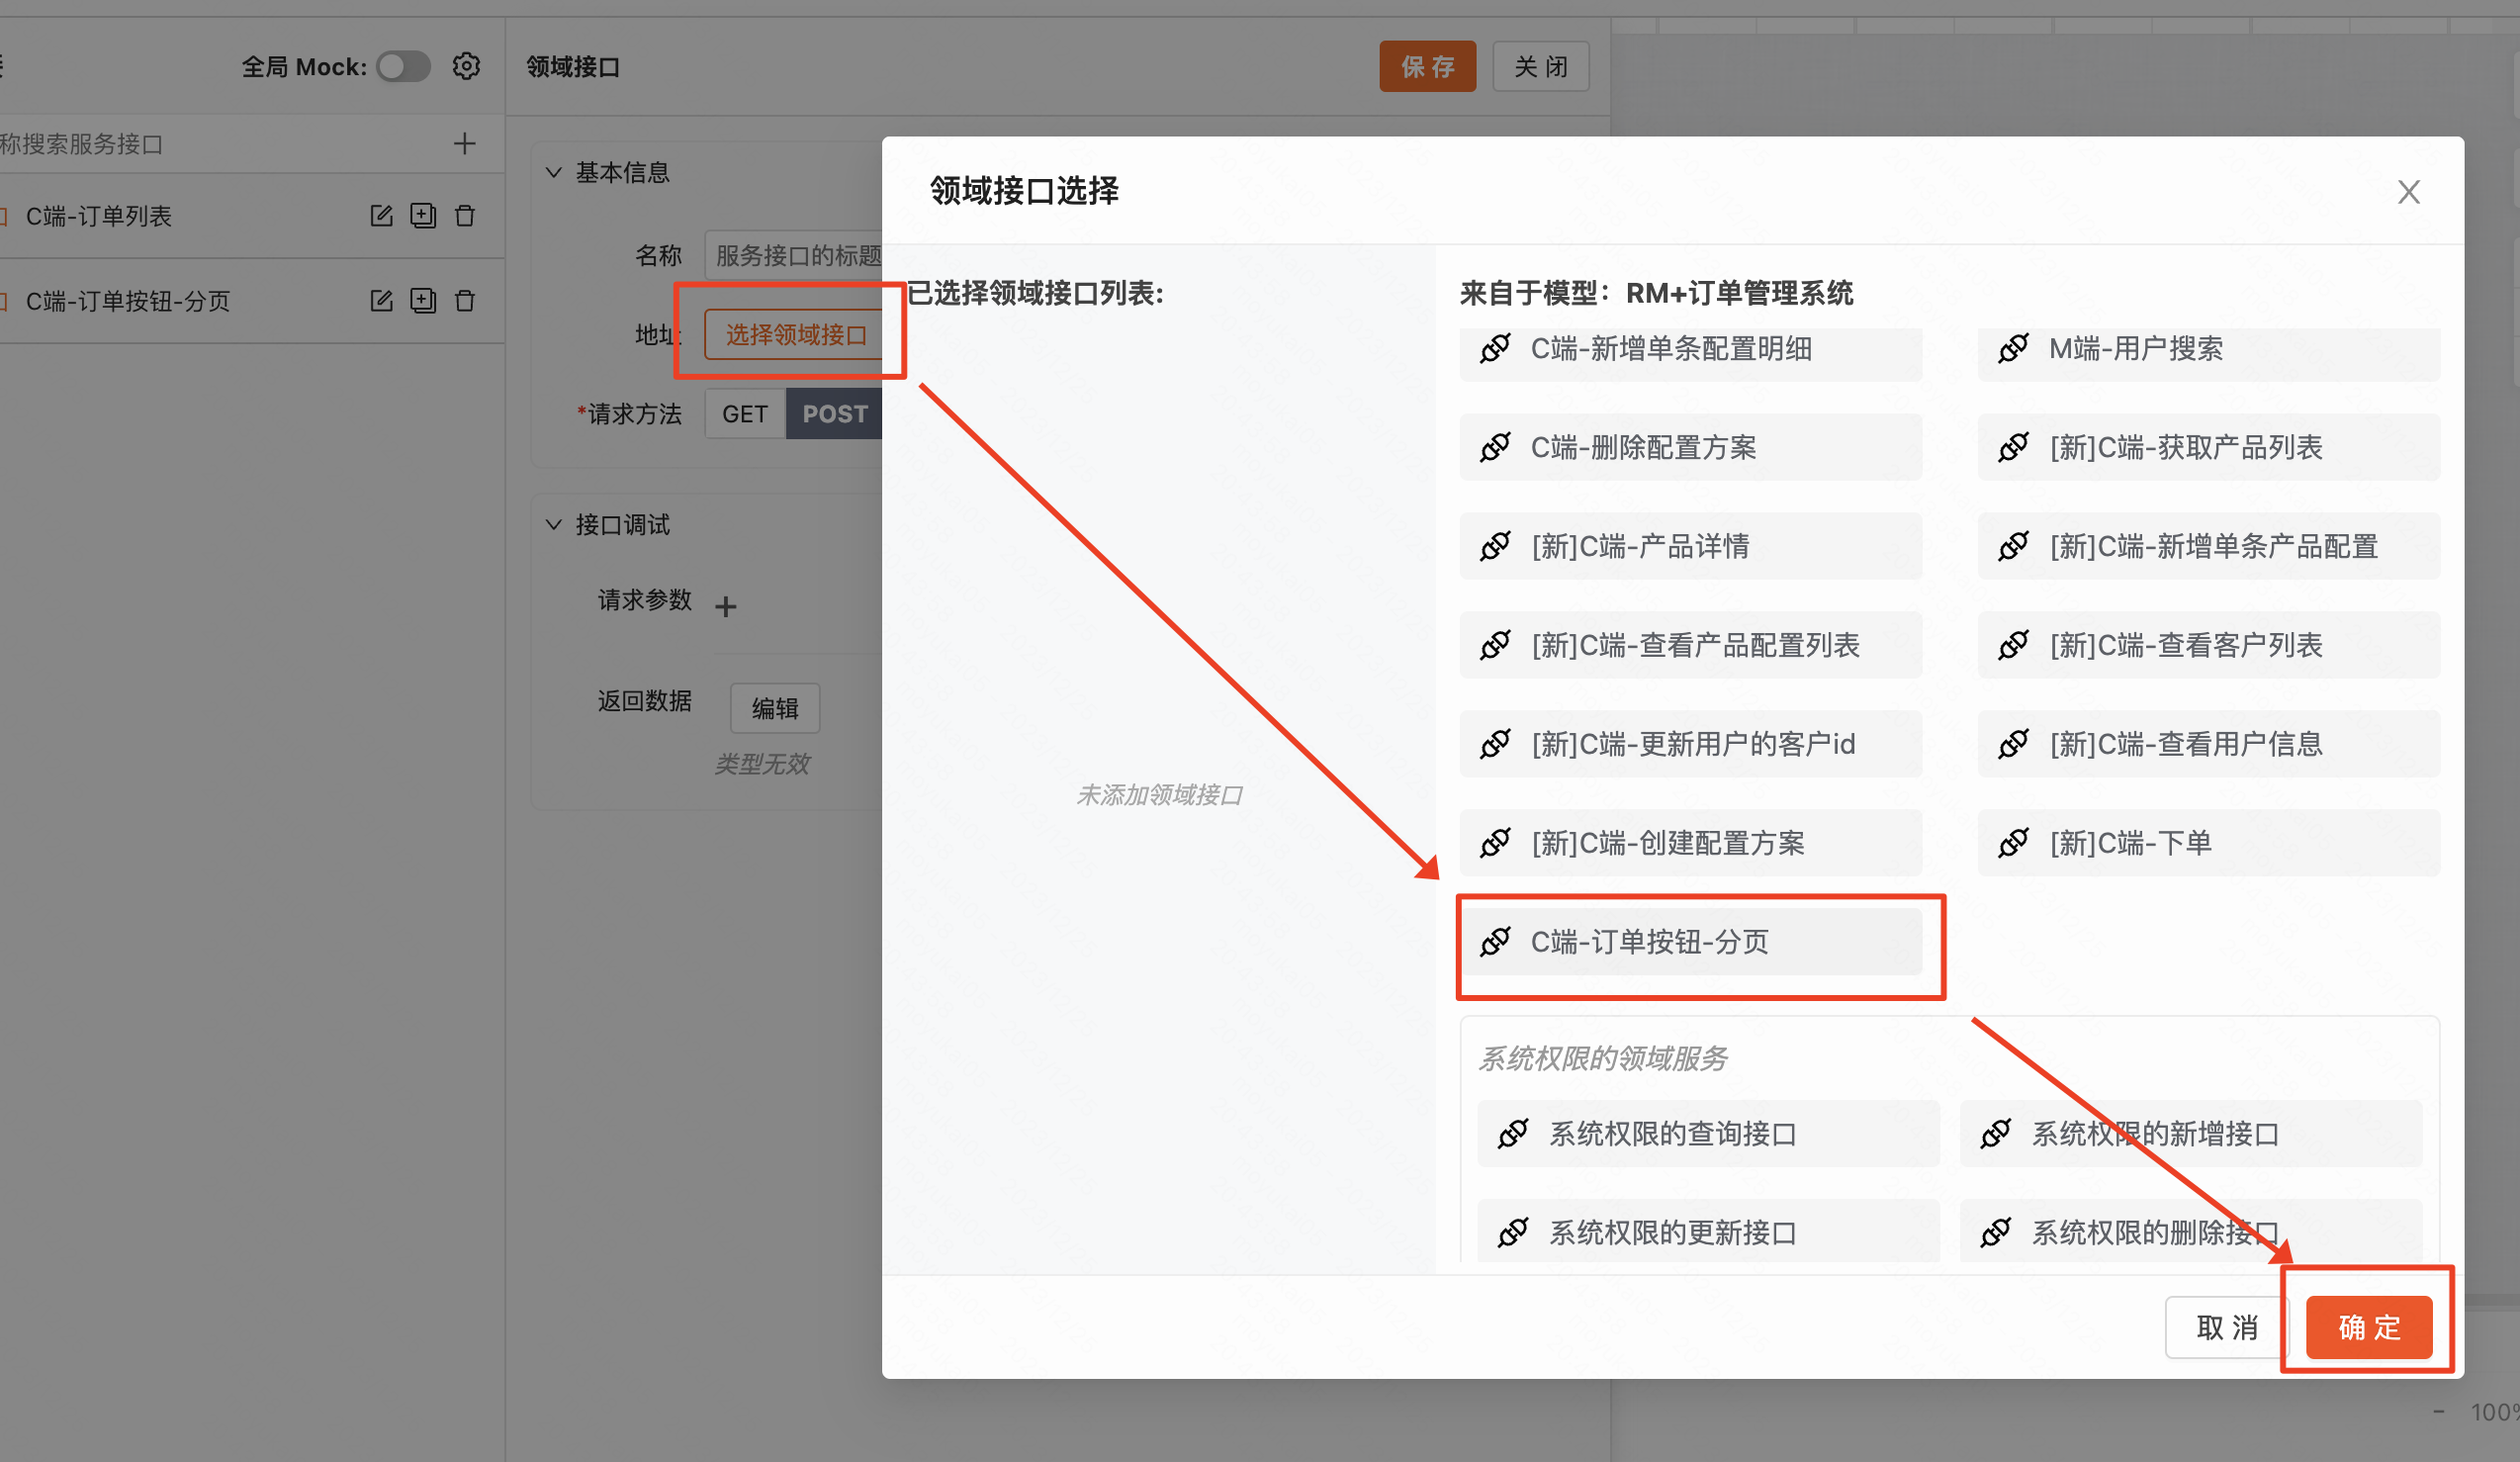 全局 Mock:
称搜索服务接口
C端-订单列表
C端-订单按钮-分页
领域接口
保 存
关 闭
基本信息
名称
服务接口的标题
地址
选择领域接口
*请求方法
GET
POST
接口调试
请求参数
返回数据
编辑
类型无效
领域接口选择
已选择领域接口列表:
未添加领域接口
来自于模型：RM+订单管理系统
C端-新增单条配置明细
M端-用户搜索
C端-删除配置方案
[新]C端-获取产品列表
[新]C端-产品详情
[新]C端-新增单条产品配置
[新]C端-查看产品配置列表
[新]C端-查看客户列表
[新]C端-更新用户的客户id
[新]C端-查看用户信息
[新]C端-创建配置方案
[新]C端-下单
C端-订单按钮-分页
系统权限的领域服务
系统权限的查询接口
系统权限的新增接口
系统权限的更新接口
系统权限的删除接口
取 消
确 定
- 100%